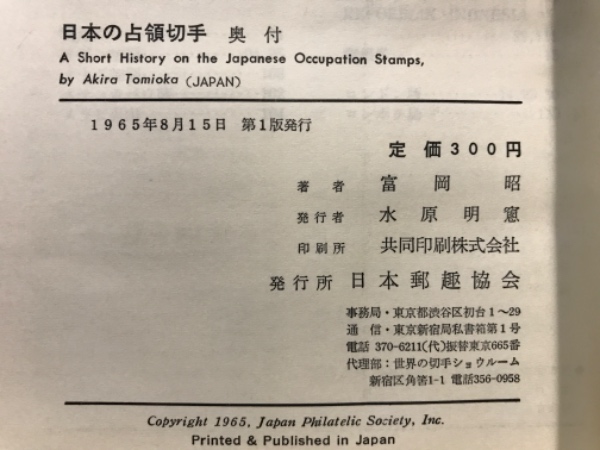 日本の占領切手 奥付
A Short History on the Japanese Occupation Stamps,
by Akira Tomioka (JAPAN)
1965年8月15日 第1版発行
定価300円
著者 富岡昭
発行者 水原明窓
印刷所 共同印刷株式会社
発行所 日本郵趣協会
事務局・東京都渋谷区初台1〜29
通信・東京新宿局私書箱第1号
電話 370-6211(代)振替東京665番
代理部:世界の切手ショウルーム
新宿区角筈1-1 電話356-0958
Copyright 1965, Japan Philatelic Society, Inc.
Printed & Published in Japan